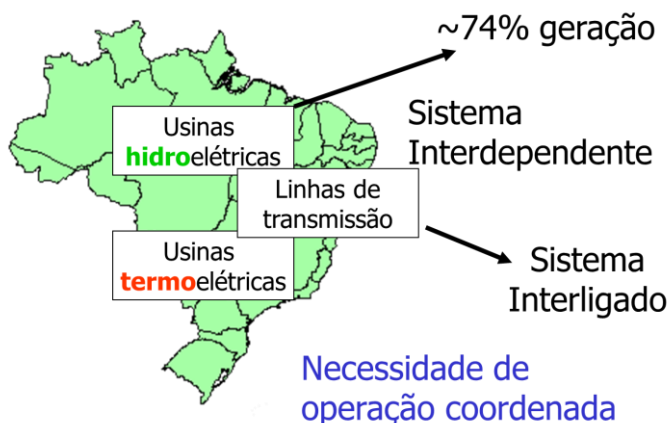 ~74% geração
Usinas
hidroelétricas
Sistema
Interdependente
Linhas de
transmissão
Usinas
termoelétricas
Sistema
Interligado
Necessidade de
operação coordenada